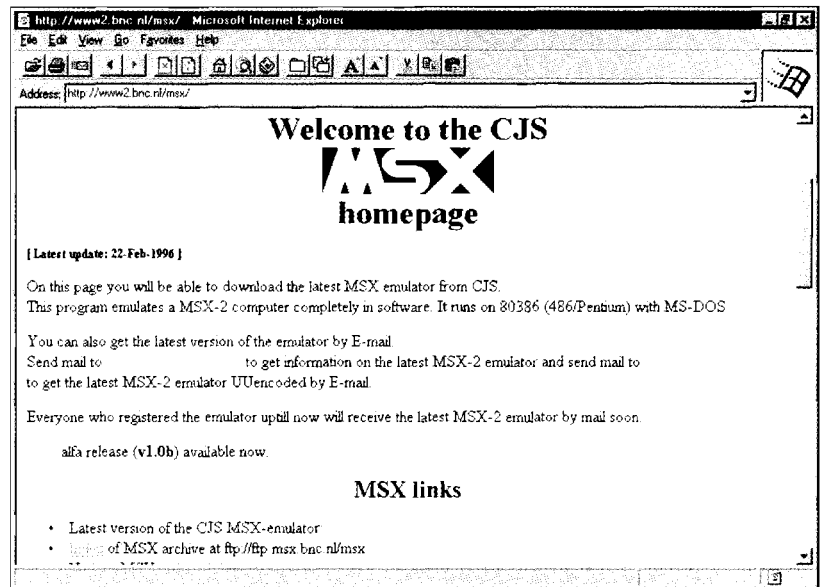 http://www2.bnc.nl/msx/ Microsoft Internet Explorer
File Edit View Go Favorites Help
Address: http://www2.bnc.nl/msx/
Welcome to the CJS
MSX
homepage
[ Latest update: 22-Feb-1996 ]
On this page you will be able to download the latest MSX emulator from CJS.
This program emulates a MSX-2 computer completely in software. It runs on 80386 (486/Pentium) with MS-DOS
You can also get the latest version of the emulator by E-mail.
Send mail to to get information on the latest MSX-2 emulator and send mail to
to get the latest MSX-2 emulator UUencoded by E-mail.
Everyone who registered the emulator uptill now will receive the latest MSX-2 emulator by mail soon.
alfa release (v1.0b) available now.
MSX links
• Latest version of the CJS MSX-emulator
• of MSX archive at ftp://ftp.msx.bnc.nl/msx